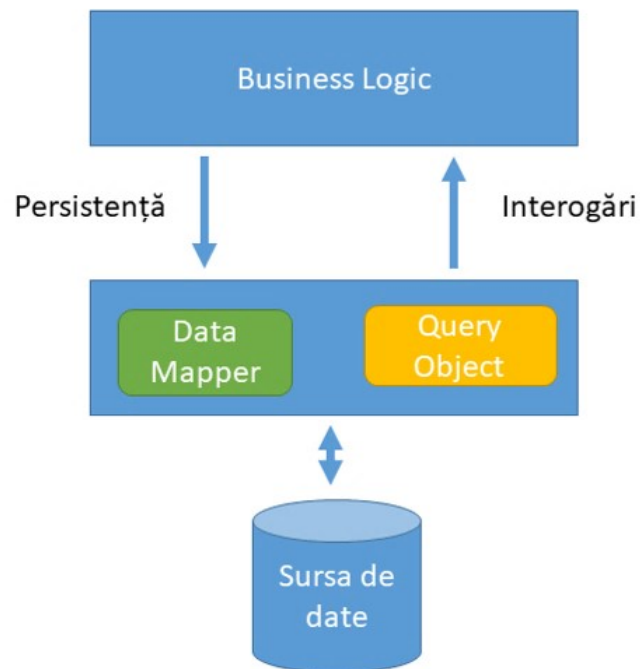 Business Logic
Persistență
Interogări
Data
Mapper
Query
Object
Sursa de
date